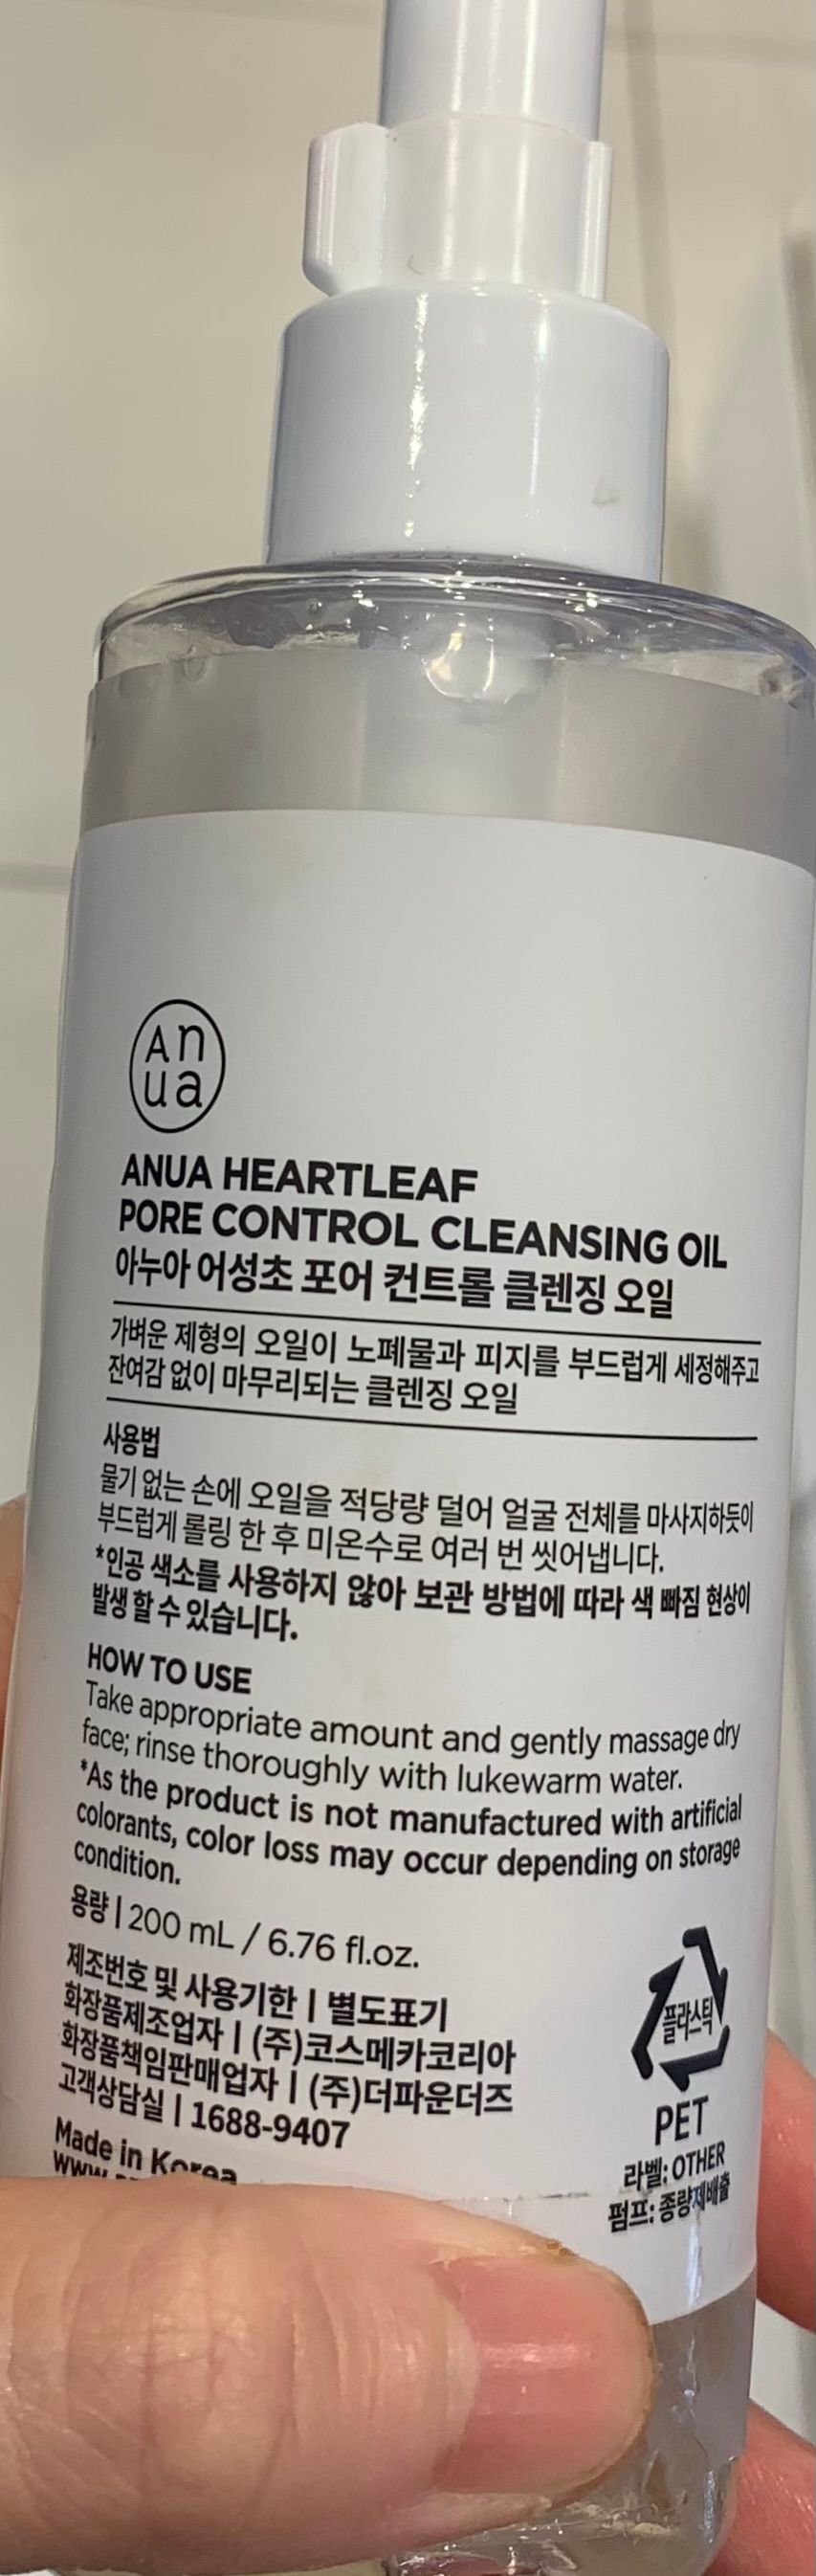 An
ua
ANUA HEARTLEAF
PORE CONTROL CLEANSING OIL
아누아 어성초 포어 컨트롤 클렌징 오일
가벼운 제형의 오일이 노폐물과 피지를 부드럽게 세정해주고
잔여감 없이 마무리되는 클렌징 오일
사용법
물기 없는 손에 오일을 적당량 덜어 얼굴 전체를 마사지하듯이
부드럽게 롤링 한 후 미온수로 여러 번 씻어냅니다.
*인공 색소를 사용하지 않아 보관 방법에 따라 색 빠짐 현상이
발생 할 수 있습니다.
HOW TO USE
Take appropriate amount and gently massage dry
face; rinse thoroughly with lukewarm water.
*As the product is not manufactured with artificial
colorants, color loss may occur depending on storage
condition.
용량 | 200 mL / 6.76 fl.oz.
제조번호 및 사용기한 | 별도표기
화장품제조업자 | (주)코스메카코리아
화장품책임판매업자 | (주)더파운더즈
고객상담실 | 1688-9407
Made in Korea
플라스틱
PET
라벨: OTHER
펌프: 종량제배출